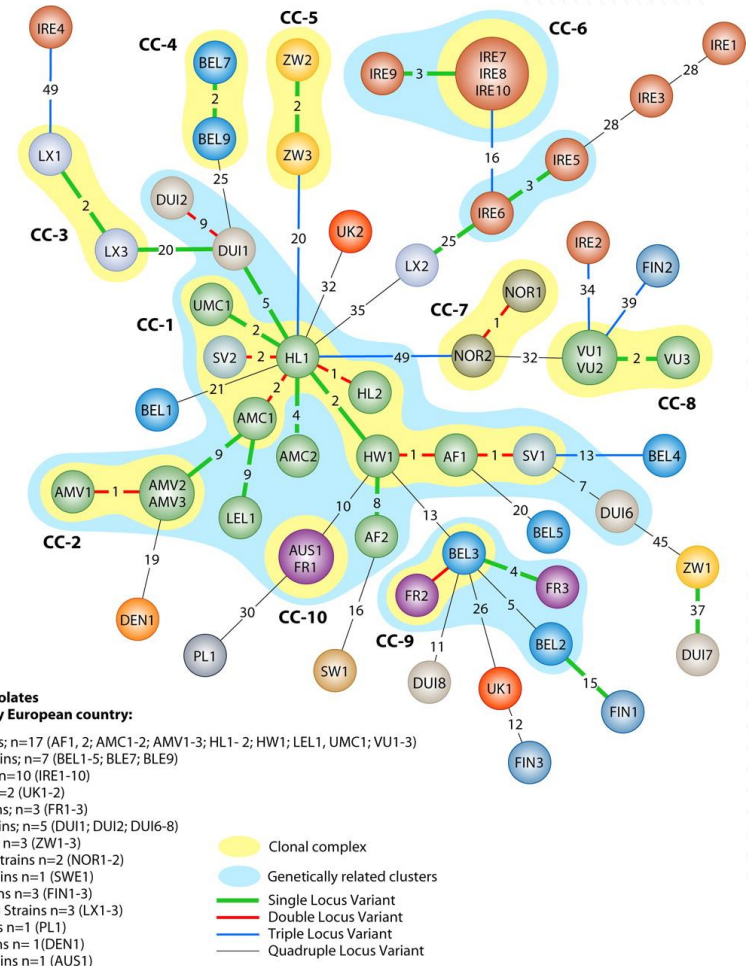 IRE4
CC-5
CC-6
IRE1
CC-4
ZW2
IRE7
IRE8
IRE10
BEL7
IRE9
3
28
49
2
2
IRE3
BEL9
ZW3
16
28
LX1
IRE5
25
3
DUI2
2
9
IRE6
CC-3
UK2
20
25
IRE2
LX3
20
DUI1
LX2
FIN2
32
NOR1
CC-7
34
5
35
39
UMC1
CC-1
2
1
SV2
2
HL1
49
NOR2
32
VU1
VU2
2
VU3
1
21
2
HL2
CC-8
BEL1
2
4
AMC1
AMC2
HW1
1
AF1
1
SV1
13
BEL4
9
9
7
AMV1
1
AMV2
AMV3
8
20
DUI6
10
13
LEL1
BEL5
CC-2
AF2
45
19
AUS1
FR1
BEL3
ZW1
4
FR3
FR2
16
5
37
DEN1
30
CC-10
26
CC-9
BEL2
11
PL1
SW1
DUI8
15
DUI7
UK1
FIN1
12
FIN3
olates
y European country:
s; n=17 (AF1, 2; AMC1-2; AMV1-3; HL1- 2; HW1; LEL1, UMC1; VU1-3)
ins; n=7 (BEL1-5; BLE7; BLE9)
n=10 (IRE1-10)
=2 (UK1-2)
ns; n=3 (FR1-3)
ins; n=5 (DUI1; DUI2; DUI6-8)
n=3 (ZW1-3)
trains n=2 (NOR1-2)
ins n=1 (SWE1)
ns n=3 (FIN1-3)
Strains n=3 (LX1-3)
s n=1 (PL1)
ns n= 1(DEN1)
ains n=1 (AUS1)
Clonal complex
Genetically related clusters
Single Locus Variant
Double Locus Variant
Triple Locus Variant
Quadruple Locus Variant